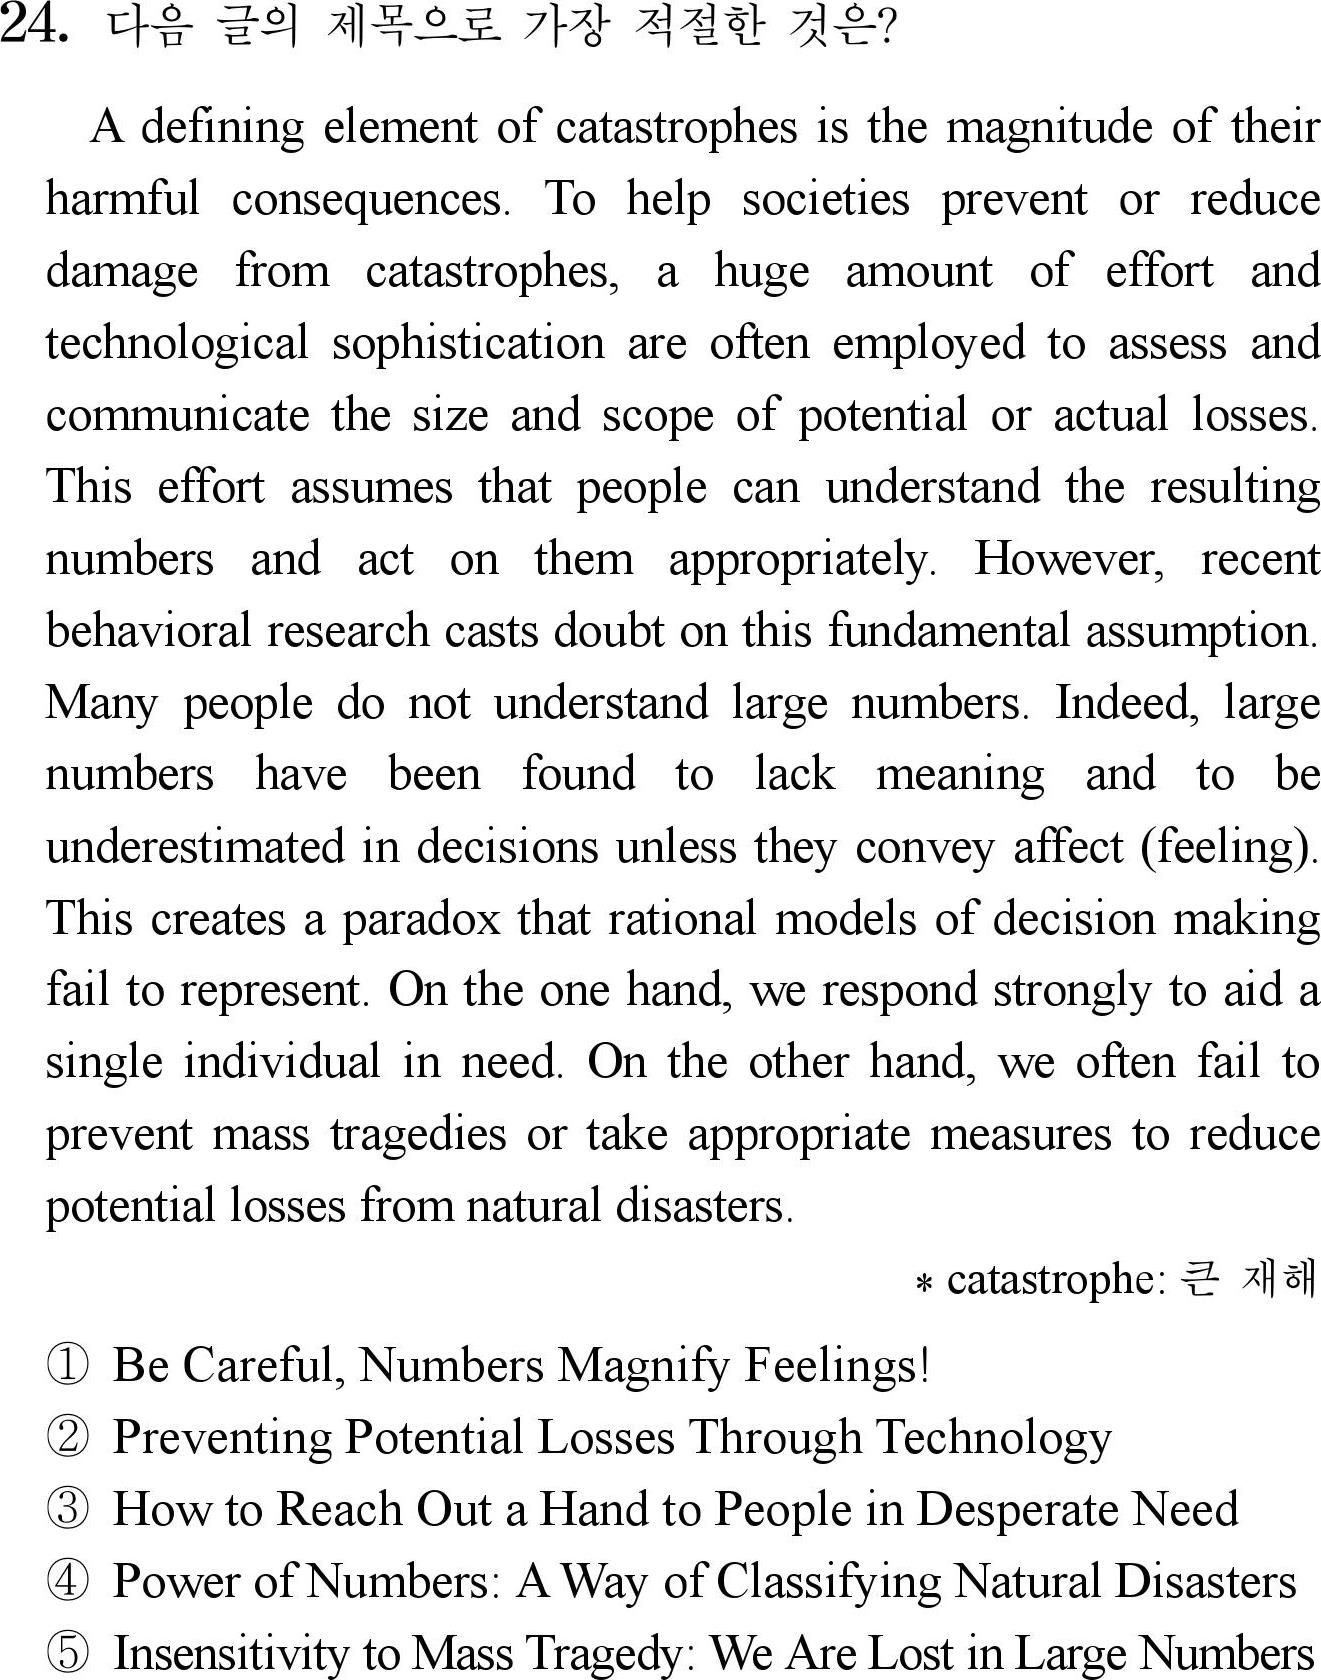 24. 다음 글의 제목으로 가장 적절한 것은?
A defining element of catastrophes is the magnitude of their
harmful consequences. To help societies prevent or reduce
damage from catastrophes, a huge amount of effort and
technological sophistication are often employed to assess and
communicate the size and scope of potential or actual losses.
This effort assumes that people can understand the resulting
numbers and act on them appropriately. However, recent
behavioral research casts doubt on this fundamental assumption.
Many people do not understand large numbers. Indeed, large
numbers have been found to lack meaning and to be
underestimated in decisions unless they convey affect (feeling).
This creates a paradox that rational models of decision making
fail to represent. On the one hand, we respond strongly to aid a
single individual in need. On the other hand, we often fail to
prevent mass tragedies or take appropriate measures to reduce
potential losses from natural disasters.
* catastrophe: 큰 재해
① Be Careful, Numbers Magnify Feelings!
② Preventing Potential Losses Through Technology
③ How to Reach Out a Hand to People in Desperate Need
④ Power of Numbers: A Way of Classifying Natural Disasters
⑤ Insensitivity to Mass Tragedy: We Are Lost in Large Numbers